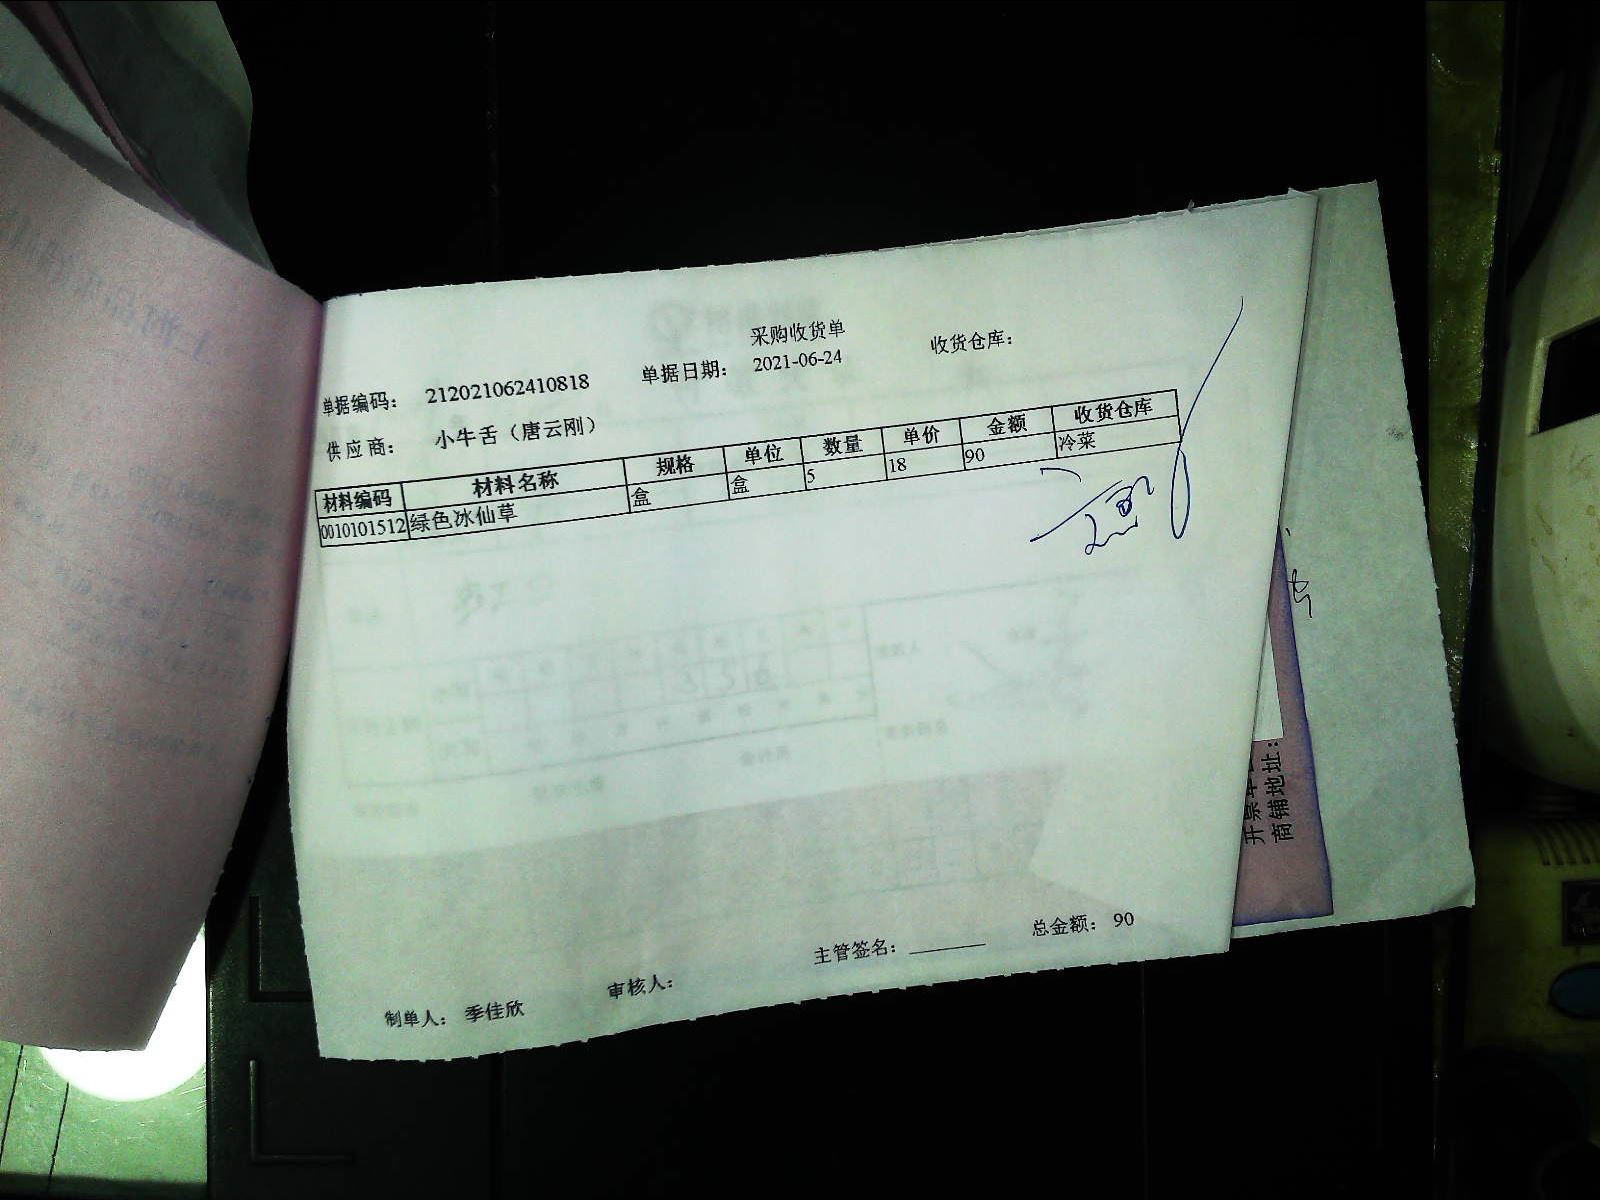 采购收货单
单据编码： 212021062410818 单据日期： 2021-06-24 收货仓库：
供应商： 小牛舌（唐云刚）
材料编码 材料名称 规格 单位 数量 单价 金额 收货仓库
0010101512 绿色冰仙草 盒 盒 5 18 90 冷菜
制单人： 季佳欣 审核人： 主管签名： 总金额： 90
商铺地址：